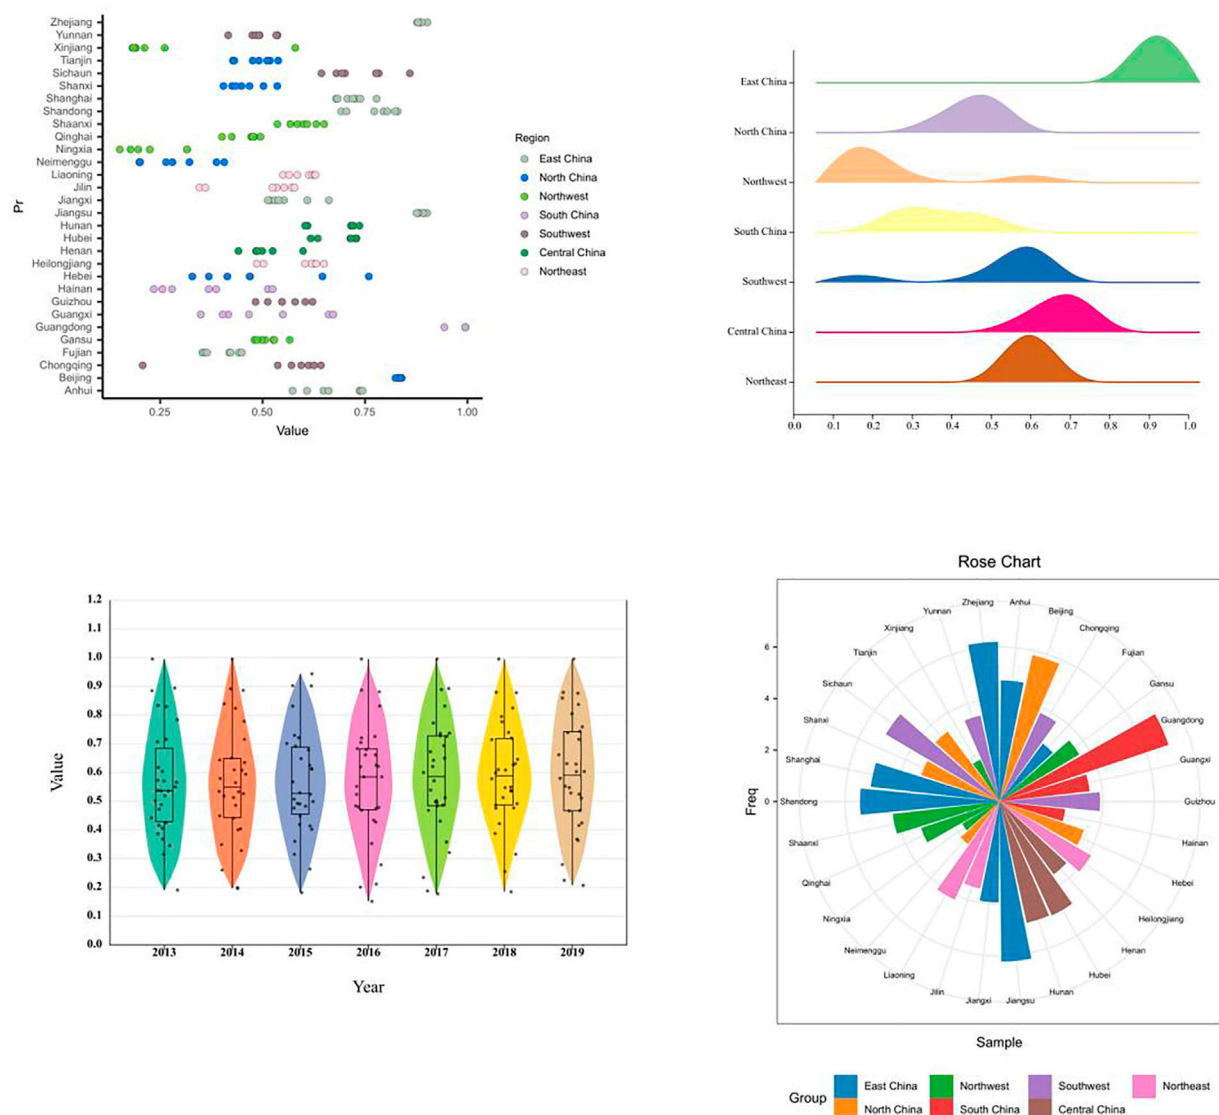 Zhejiang
Yunnan
Xinjiang
Tianjin
Sichaun
Shanxi
Shanghai
Shandong
Shaanxi
Qinghai
Ningxia
Neimenggu
Liaoning
Jilin
Jiangxi
Jiangsu
Hunan
Hubei
Henan
Heilongjiang
Hebei
Hainan
Guizhou
Guangxi
Guangdong
Gansu
Fujian
Chongqing
Beijing
Anhui
Pr
0.25 0.50 0.75 1.00
Value
Region
East China
North China
Northwest
South China
Southwest
Central China
Northeast
East China
North China
Northwest
South China
Southwest
Central China
Northeast
0.0 0.1 0.2 0.3 0.4 0.5 0.6 0.7 0.8 0.9 1.0
1.2
1.1
1.0
0.9
0.8
0.7
0.6
0.5
0.4
0.3
0.2
0.1
0.0
Value
2013 2014 2015 2016 2017 2018 2019
Year
Rose Chart
6
4
2
0
Freq
Anhui
Beijing
Chongqing
Fujian
Gansu
Guangdong
Guangxi
Guizhou
Hainan
Hebei
Heilongjiang
Henan
Hubei
Hunan
Jiangsu
Jiangxi
Jilin
Liaoning
Neimenggu
Ningxia
Qinghai
Shaanxi
Shandong
Shanghai
Shanxi
Sichaun
Tianjin
Xinjiang
Yunnan
Zhejiang
Sample
Group
East China Northwest Southwest Northeast
North China South China Central China